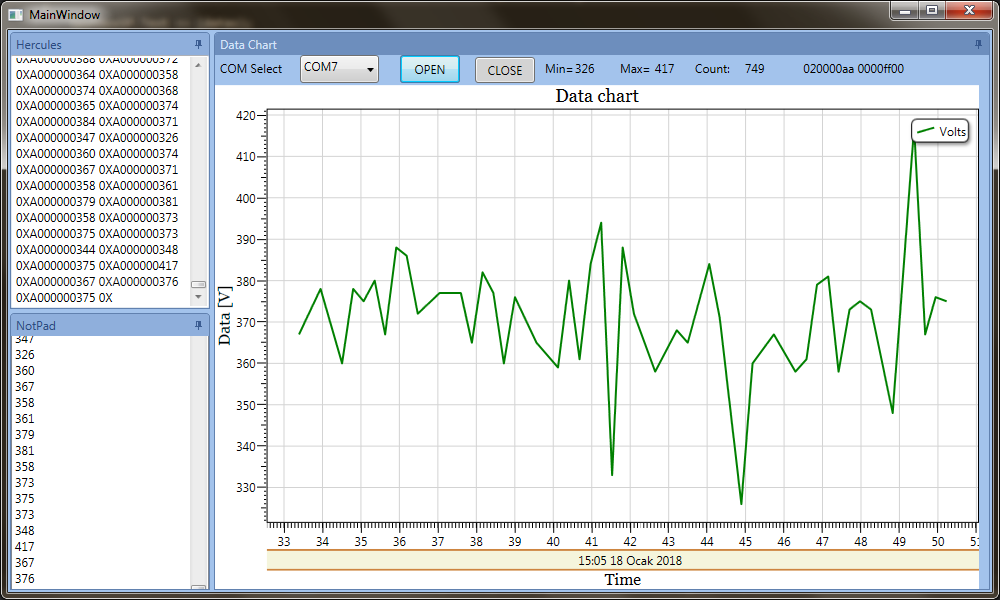 MainWindow
Hercules
0XA000000388 0XA000000372
0XA000000364 0XA000000358
0XA000000374 0XA000000368
0XA000000365 0XA000000374
0XA000000384 0XA000000371
0XA000000347 0XA000000326
0XA000000360 0XA000000374
0XA000000367 0XA000000371
0XA000000358 0XA000000361
0XA000000379 0XA000000381
0XA000000358 0XA000000373
0XA000000375 0XA000000373
0XA000000344 0XA000000348
0XA000000375 0XA000000417
0XA000000367 0XA000000376
0XA000000375 0X
NotPad
347
326
360
367
358
361
379
381
358
373
375
373
348
417
367
376
Data Chart
COM Select COM7 OPEN CLOSE Min= 326 Max= 417 Count: 749 020000aa 0000ff00
Data chart
Volts
420
410
400
390
380
370
360
350
340
330
Data [V]
33 34 35 36 37 38 39 40 41 42 43 44 45 46 47 48 49 50 51
15:05 18 Ocak 2018
Time